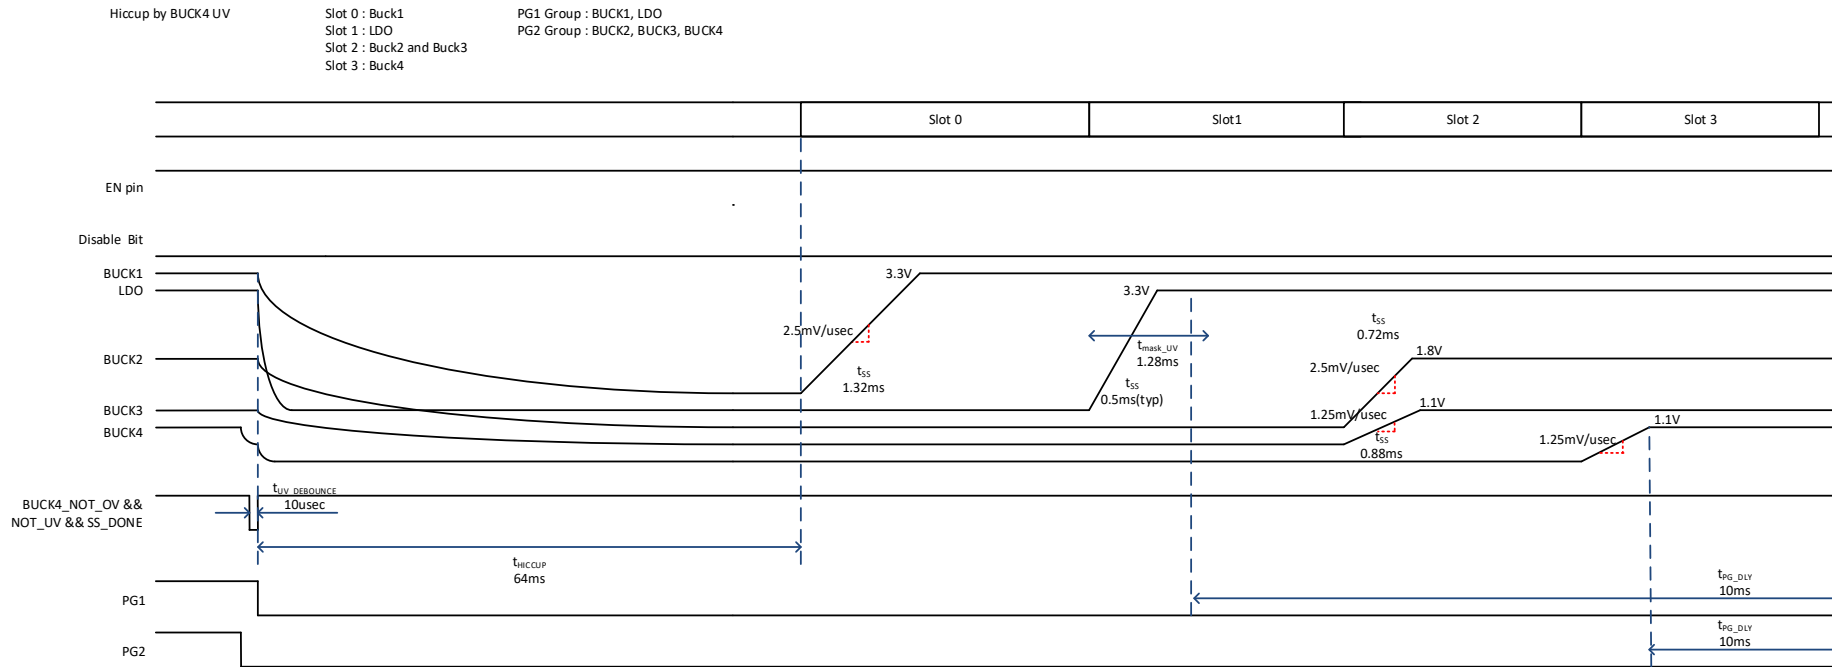 Hiccup by BUCK4 UV
Slot 0 : Buck1
Slot 1 : LDO
Slot 2 : Buck2 and Buck3
Slot 3 : Buck4
PG1 Group : BUCK1, LDO
PG2 Group : BUCK2, BUCK3, BUCK4
Slot 0
Slot1
Slot 2
Slot 3
EN pin
Disable Bit
BUCK1
LDO
BUCK2
BUCK3
BUCK4
3.3V
2.5mV/usec
tSS
1.32ms
3.3V
tmask_UV
1.28ms
tSS
0.5ms(typ)
tSS
0.72ms
1.8V
2.5mV/usec
1.1V
1.25mV/usec
tSS
0.88ms
1.1V
1.25mV/usec
BUCK4_NOT_OV &&
NOT_UV && SS_DONE
tUV_DEBOUNCE
10usec
tHICCUP
64ms
PG1
tPG_DLY
10ms
PG2
tPG_DLY
10ms